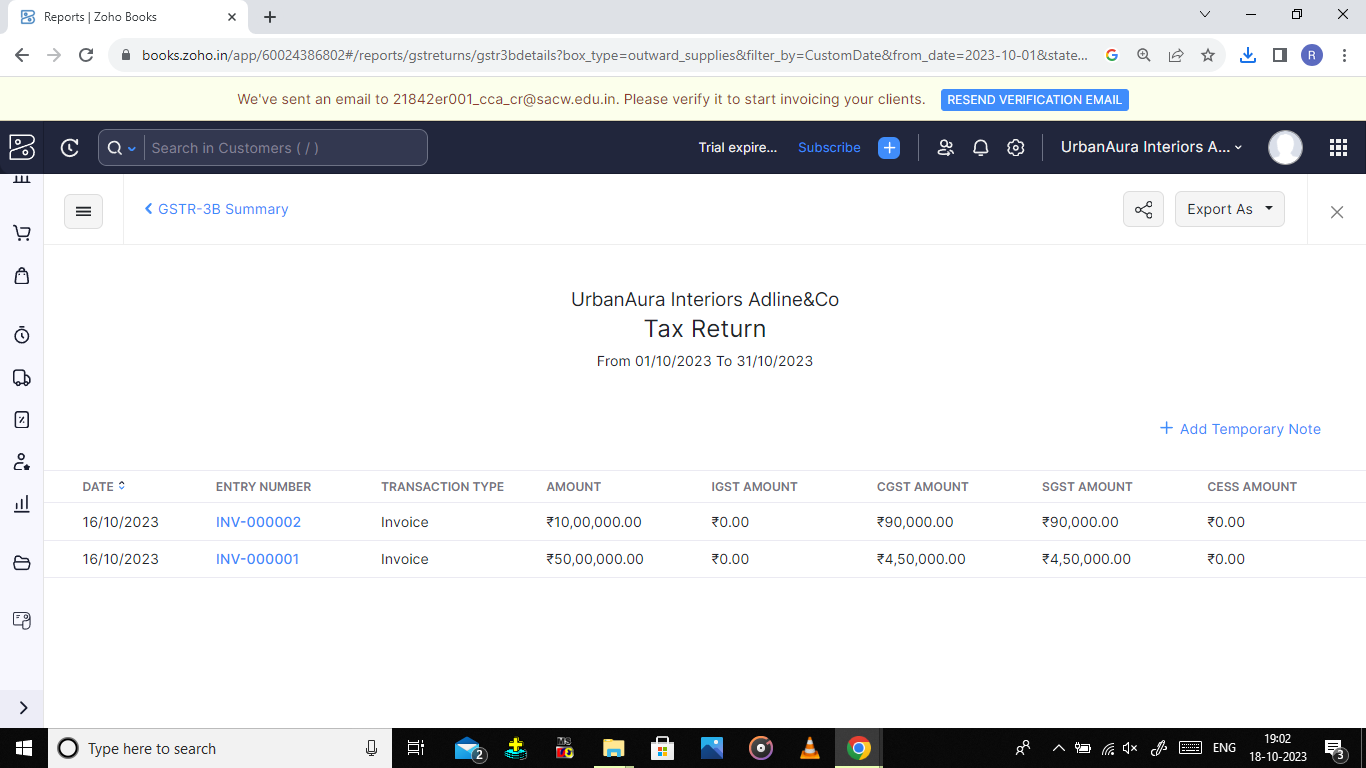 Reports | Zoho Books
books.zoho.in/app/60024386802#/reports/gstreturns/gstr3bdetails?box_type=outward_supplies&filter_by=CustomDate&from_date=2023-10-01&state...
R
We've sent an email to 21842er001_cca_cr@sacw.edu.in. Please verify it to start invoicing your clients. RESEND VERIFICATION EMAIL
Search in Customers ( / )
Trial expire... Subscribe UrbanAura Interiors A...
GSTR-3B Summary
Export As
UrbanAura Interiors Adline&Co
Tax Return
From 01/10/2023 To 31/10/2023
+ Add Temporary Note
DATE ENTRY NUMBER TRANSACTION TYPE AMOUNT IGST AMOUNT CGST AMOUNT SGST AMOUNT CESS AMOUNT
16/10/2023 INV-000002 Invoice ₹10,00,000.00 ₹0.00 ₹90,000.00 ₹90,000.00 ₹0.00
16/10/2023 INV-000001 Invoice ₹50,00,000.00 ₹0.00 ₹4,50,000.00 ₹4,50,000.00 ₹0.00
Type here to search
2
MS
ENG
19:02
18-10-2023
3